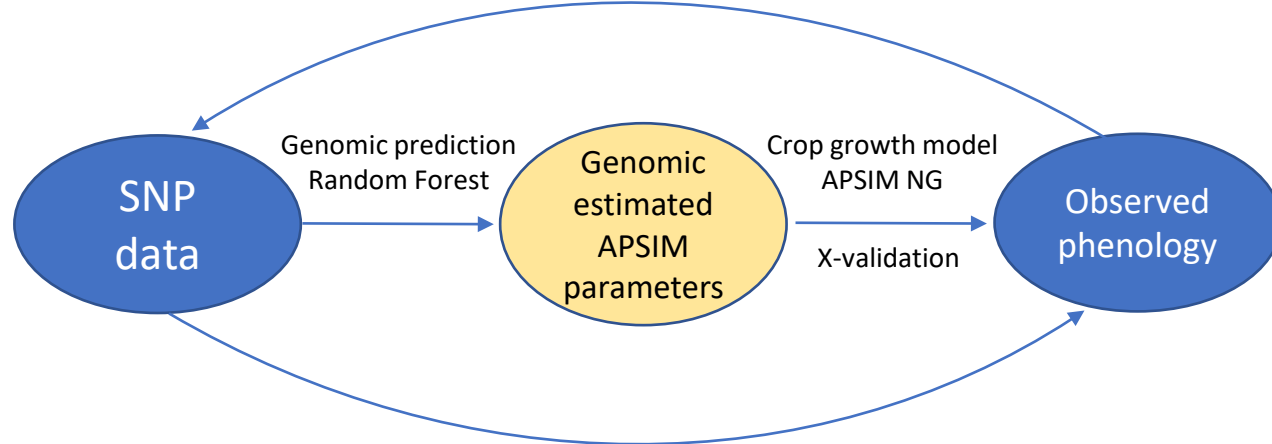 SNP
data
Genomic prediction
Random Forest
Genomic
estimated
APSIM
parameters
Crop growth model
APSIM NG
X-validation
Observed
phenology